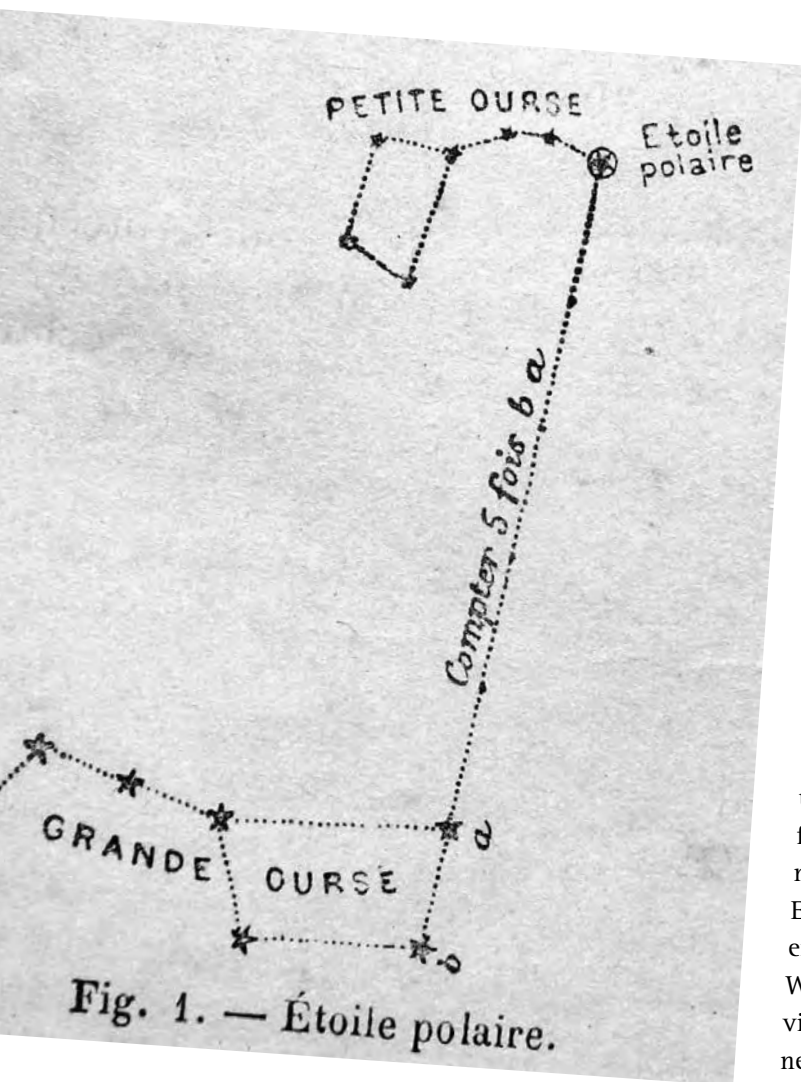 PETITE OURSE
Etoile
polaire
Compter 5 fois b a
a
GRANDE OURSE
b
Fig. 1. — Étoile polaire.